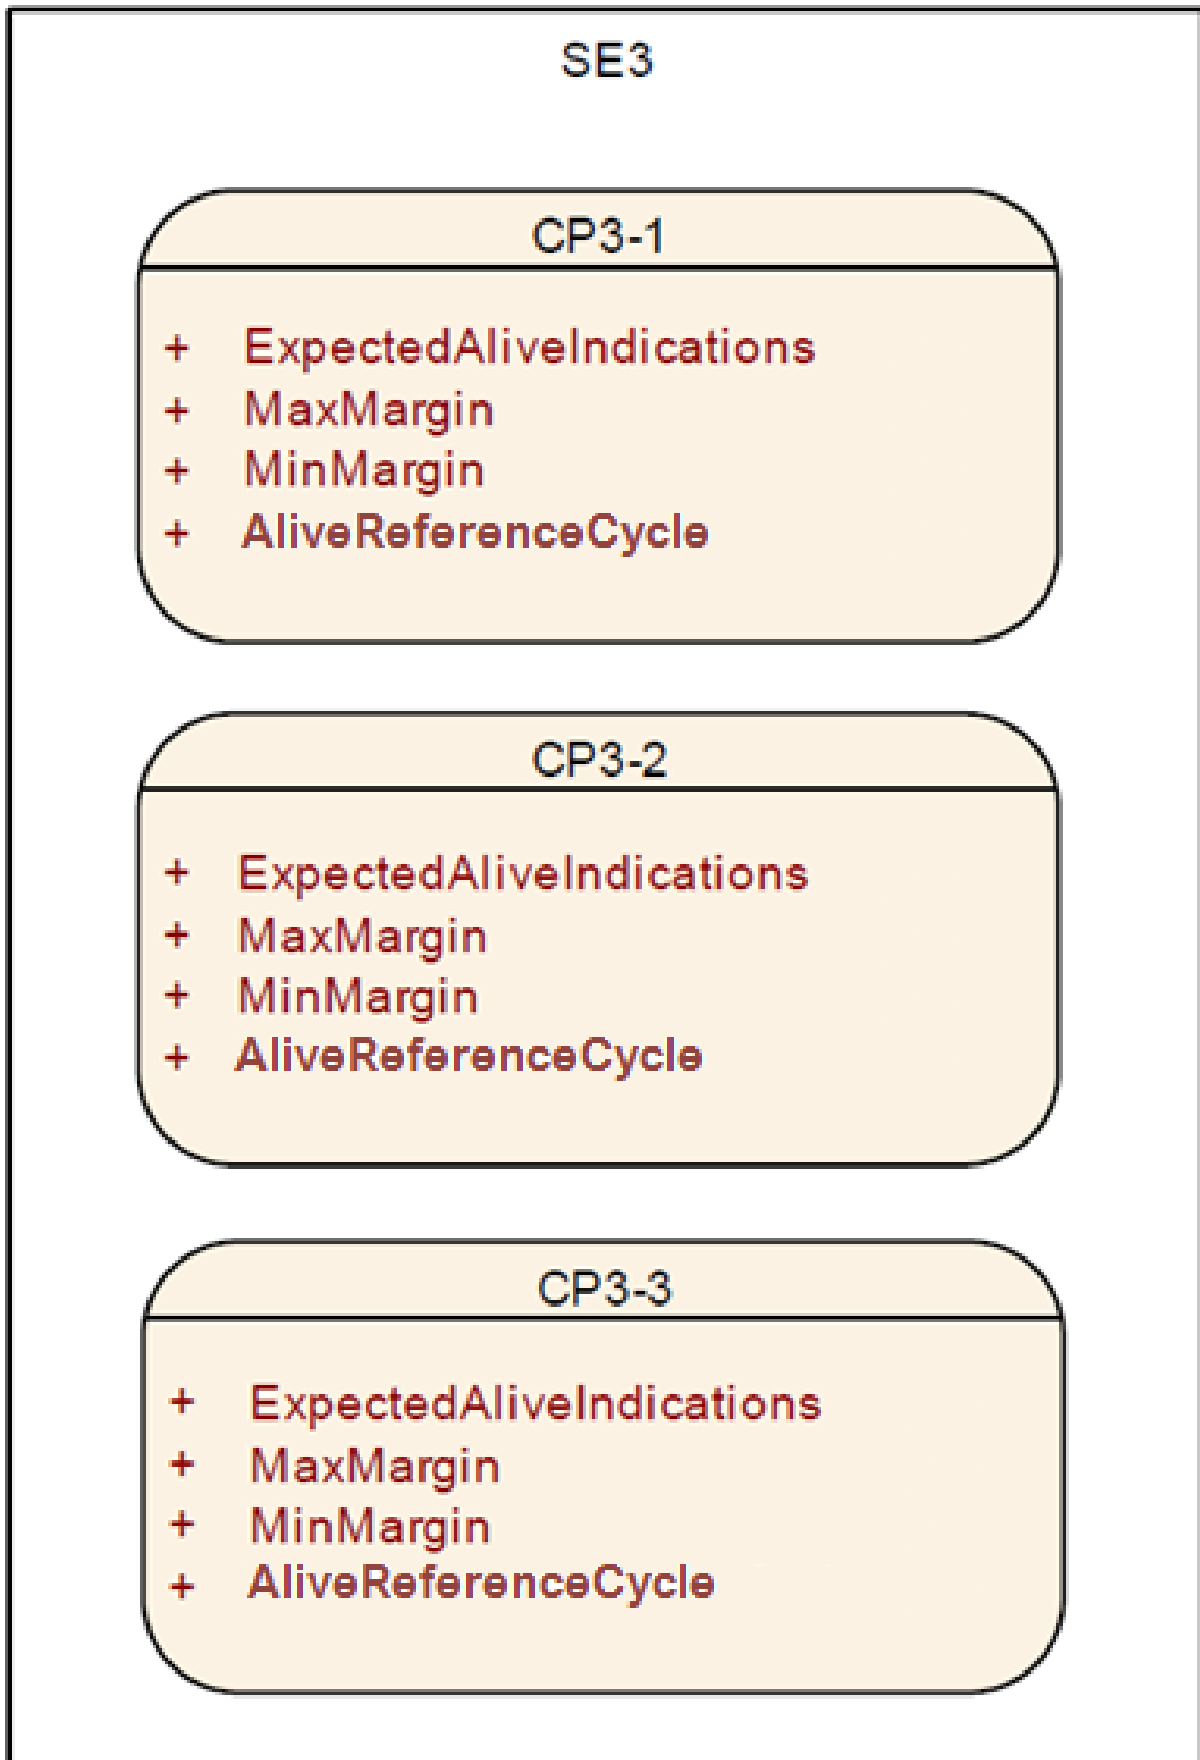 SE3
CP3-1
+ ExpectedAliveIndications
+ MaxMargin
+ MinMargin
+ AliveReferenceCycle
CP3-2
+ ExpectedAliveIndications
+ MaxMargin
+ MinMargin
+ AliveReferenceCycle
CP3-3
+ ExpectedAliveIndications
+ MaxMargin
+ MinMargin
+ AliveReferenceCycle